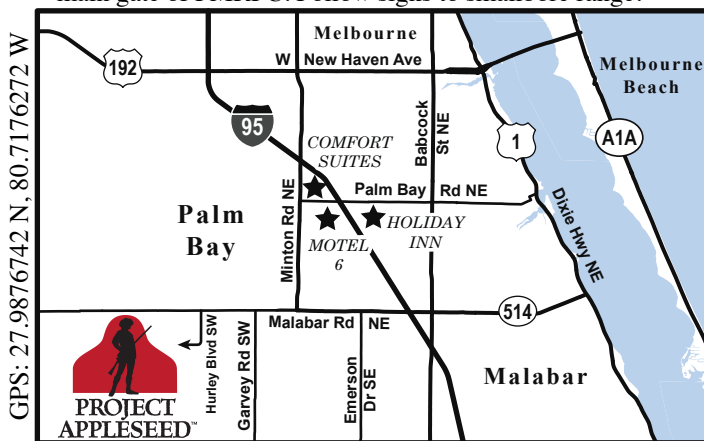 GPS: 27.9876742 N, 80.7176272 W
Melbourne
W New Haven Ave
192
Melbourne
Beach
95
1
A1A
Babcock
St NE
COMFORT
SUITES
Minton Rd NE
Palm Bay Rd NE
Palm
Bay
MOTEL
6
HOLIDAY
INN
Dixie Hwy NE
514
Malabar Rd NE
Hurley Blvd SW
Garvey Rd SW
Emerson
Dr SE
Malabar
PROJECT
APPLESEED™